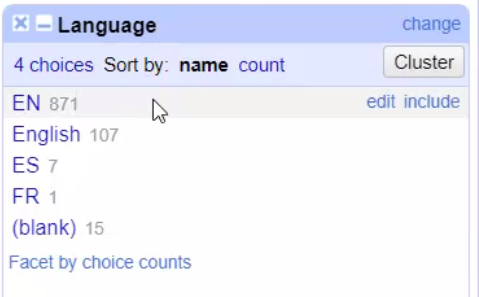 Language change
4 choices Sort by: name count Cluster
EN 871 edit include
English 107
ES 7
FR 1
(blank) 15
Facet by choice counts